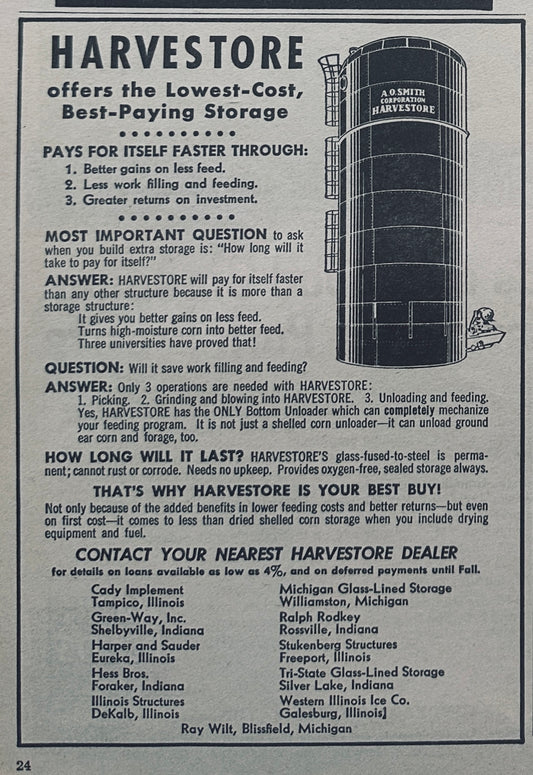 HARVESTORE
offers the Lowest-Cost,
Best-Paying Storage
A.O.SMITH
CORPORATION
HARVESTORE
PAYS FOR ITSELF FASTER THROUGH:
1. Better gains on less feed.
2. Less work filling and feeding.
3. Greater returns on investment.
MOST IMPORTANT QUESTION to ask
when you build extra storage is: "How long will it
take to pay for itself?"
ANSWER: HARVESTORE will pay for itself faster
than any other structure because it is more than a
storage structure:
It gives you better gains on less feed.
Turns high-moisture corn into better feed.
Three universities have proved that!
QUESTION: Will it save work filling and feeding?
ANSWER: Only 3 operations are needed with HARVESTORE:
1. Picking. 2. Grinding and blowing into HARVESTORE. 3. Unloading and feeding.
Yes, HARVESTORE has the ONLY Bottom Unloader which can completely mechanize
your feeding program. It is not just a shelled corn unloader—it can unload ground
ear corn and forage, too.
HOW LONG WILL IT LAST? HARVESTORE'S glass-fused-to-steel is perma-
nent; cannot rust or corrode. Needs no upkeep. Provides oxygen-free, sealed storage always.
THAT'S WHY HARVESTORE IS YOUR BEST BUY!
Not only because of the added benefits in lower feeding costs and better returns—but even
on first cost—it comes to less than dried shelled corn storage when you include drying
equipment and fuel.
CONTACT YOUR NEAREST HARVESTORE DEALER
for details on loans available as low as 4%, and on deferred payments until Fall.
Cady Implement
Tampico, Illinois
Green-Way, Inc.
Shelbyville, Indiana
Harper and Sauder
Eureka, Illinois
Hess Bros.
Foraker, Indiana
Illinois Structures
DeKalb, Illinois
Michigan Glass-Lined Storage
Williamston, Michigan
Ralph Rodkey
Rossville, Indiana
Stukenberg Structures
Freeport, Illinois
Tri-State Glass-Lined Storage
Silver Lake, Indiana
Western Illinois Ice Co.
Galesburg, Illinois]
Ray Wilt, Blissfield, Michigan
24